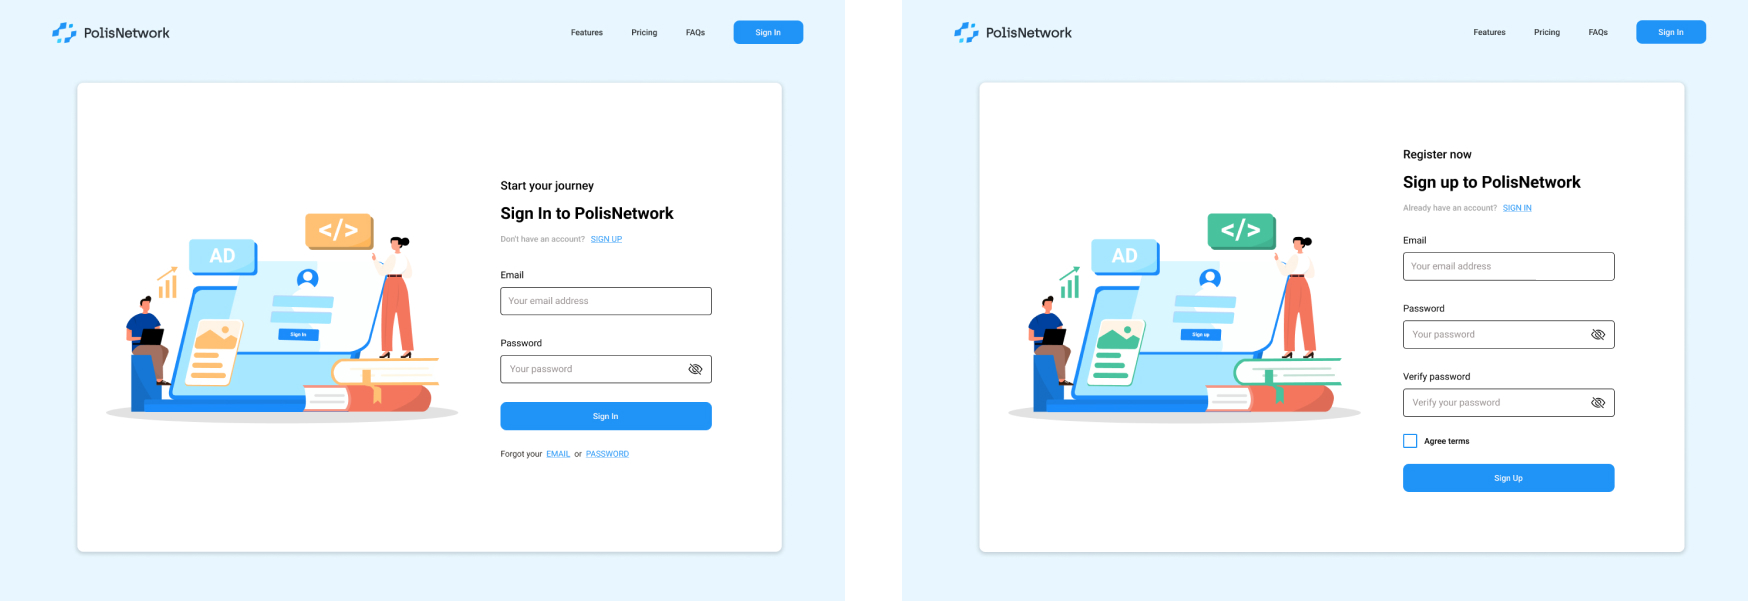 PolisNetwork
Features Pricing FAQs Sign In
Start your journey
Sign In to PolisNetwork
Don't have an account? SIGN UP
</>
AD
Sign In
Email
Your email address
Password
Your password
Sign In
Forgot your EMAIL or PASSWORD
PolisNetwork
Features Pricing FAQs Sign In
Register now
Sign up to PolisNetwork
Already have an account? SIGN IN
</>
AD
Sign up
Email
Your email address
Password
Your password
Verify password
Verify your password
Agree terms
Sign Up